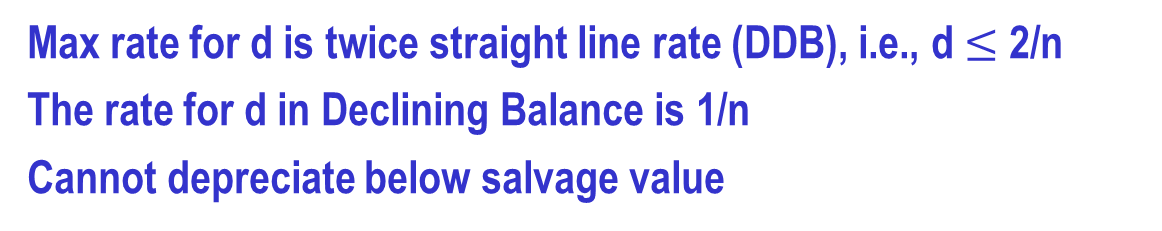 Max rate for d is twice straight line rate (DDB), i.e., d ≤ 2/n
The rate for d in Declining Balance is 1/n
Cannot depreciate below salvage value